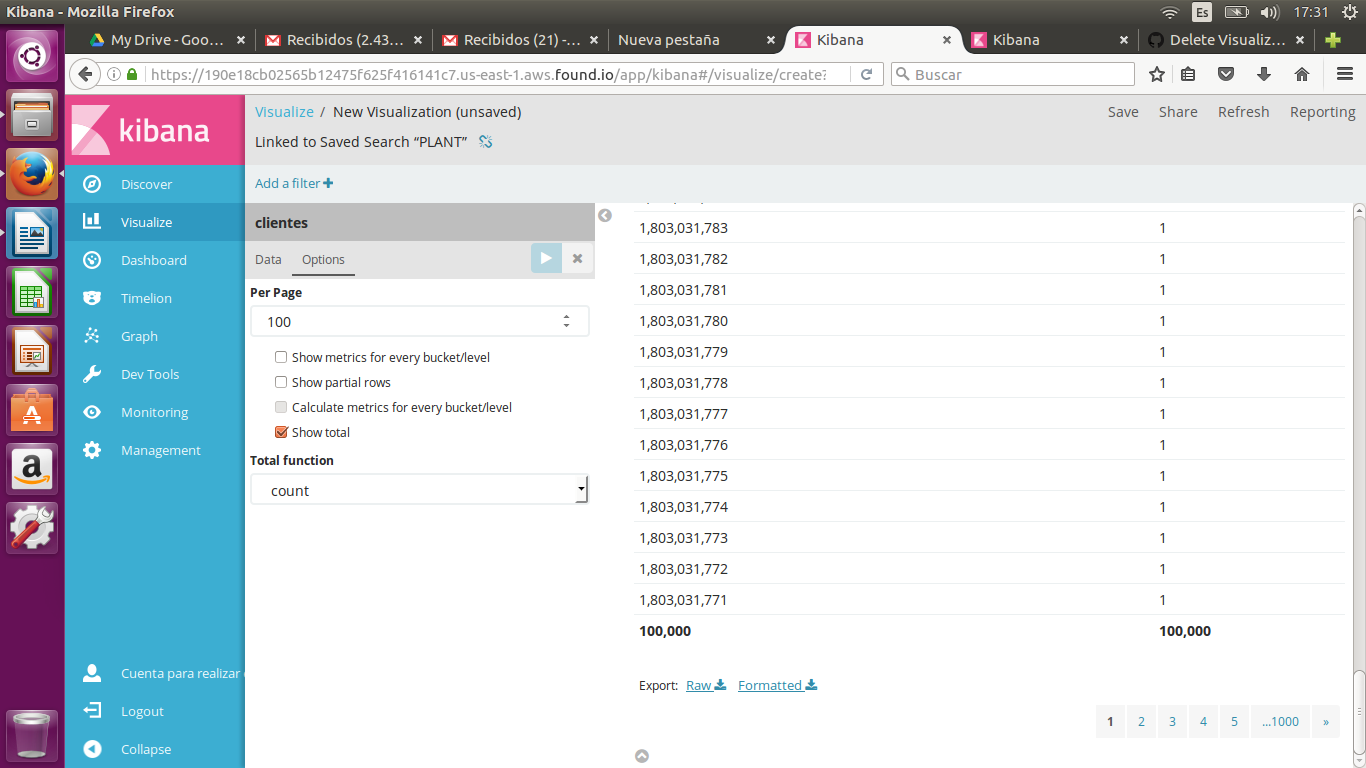 Kibana - Mozilla Firefox
Es
17:31
My Drive - Goo...
Recibidos (2.43...
Recibidos (21) -...
Nueva pestaña
Kibana
Kibana
Delete Visualiz...
https://190e18cb02565b12475f625f416141c7.us-east-1.aws.found.io/app/kibana#/visualize/create?
Buscar
kibana
Visualize / New Visualization (unsaved)
Save
Share
Refresh
Reporting
Linked to Saved Search “PLANT”
Add a filter
Discover
Visualize
Dashboard
Timelion
Graph
Dev Tools
Monitoring
Management
Cuenta para realizar
Logout
Collapse
clientes
Data
Options
Per Page
100
Show metrics for every bucket/level
Show partial rows
Calculate metrics for every bucket/level
Show total
Total function
count
1,803,031,783 1
1,803,031,782 1
1,803,031,781 1
1,803,031,780 1
1,803,031,779 1
1,803,031,778 1
1,803,031,777 1
1,803,031,776 1
1,803,031,775 1
1,803,031,774 1
1,803,031,773 1
1,803,031,772 1
1,803,031,771 1
100,000 100,000
Export: Raw Formatted
1 2 3 4 5 ...1000 »